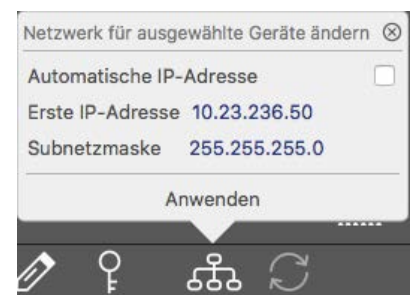 Netzwerk für ausgewählte Geräte ändern
Automatische IP-Adresse
Erste IP-Adresse 10.23.236.50
Subnetzmaske 255.255.255.0
Anwenden